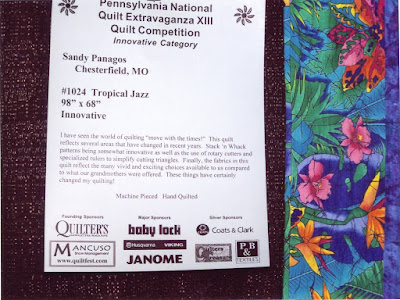 Pennsylvania National
Quilt Extravaganza XIII
Quilt Competition
Innovative Category
Sandy Panagos
Chesterfield, MO
#1024 Tropical Jazz
98" x 68"
Innovative
I have seen the world of quilting "move with the times!" This quilt
reflects several areas that have changed in recent years. Stack 'n Whack
patterns being somewhat innovative as well as the use of rotary cutters and
specialized rulers to simplify cutting triangles. Finally, the fabrics in this
quilt reflect the many vivid and exciting choices available to us compared
to what our grandmothers were offered. These things have certainly
changed my quilting!
Machine Pieced Hand Quilted
Founding Sponsors
QUILTER'S
MANCUSO
Show Management
www.quiltfest.com
Major Sponsors
baby lock
Husqvarna VIKING
JANOME
Silver Sponsors
Coats & Clark
Quilters
P&B
TEXTILES